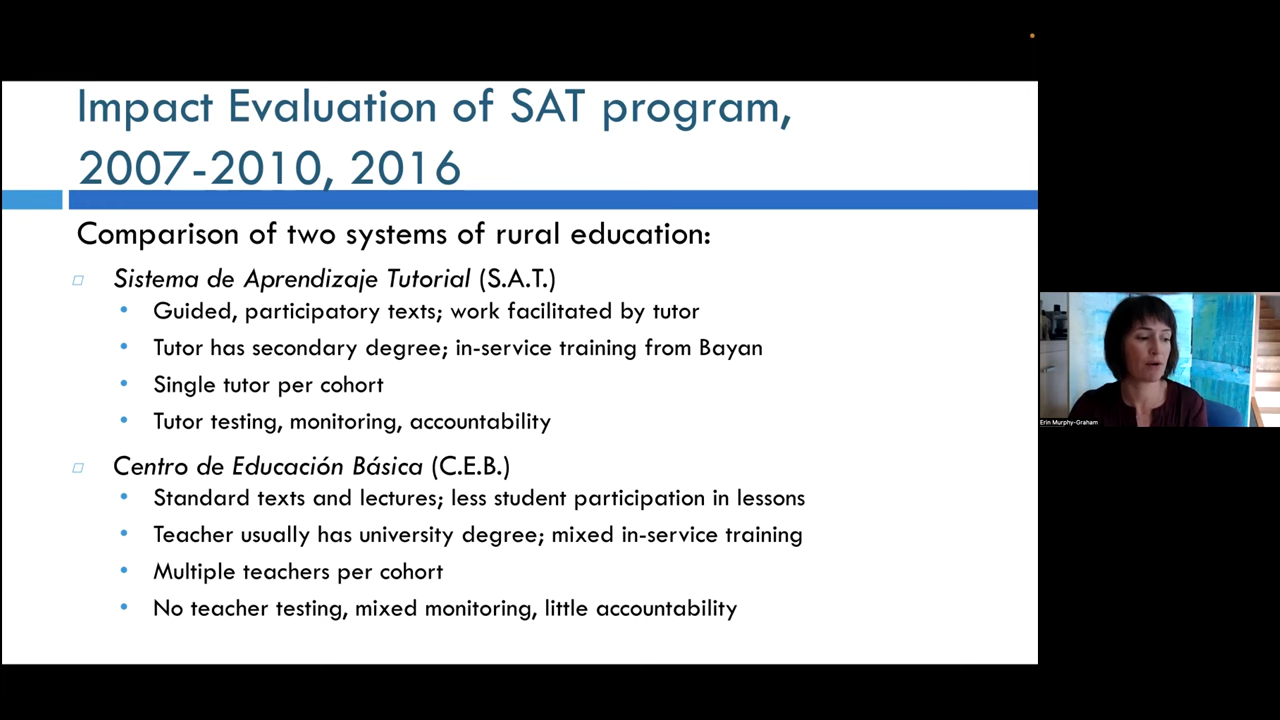 Impact Evaluation of SAT program,
2007-2010, 2016
Comparison of two systems of rural education:
Sistema de Aprendizaje Tutorial (S.A.T.)
• Guided, participatory texts; work facilitated by tutor
• Tutor has secondary degree; in-service training from Bayan
• Single tutor per cohort
• Tutor testing, monitoring, accountability
Centro de Educación Básica (C.E.B.)
• Standard texts and lectures; less student participation in lessons
• Teacher usually has university degree; mixed in-service training
• Multiple teachers per cohort
• No teacher testing, mixed monitoring, little accountability
Erin Murphy-Graham